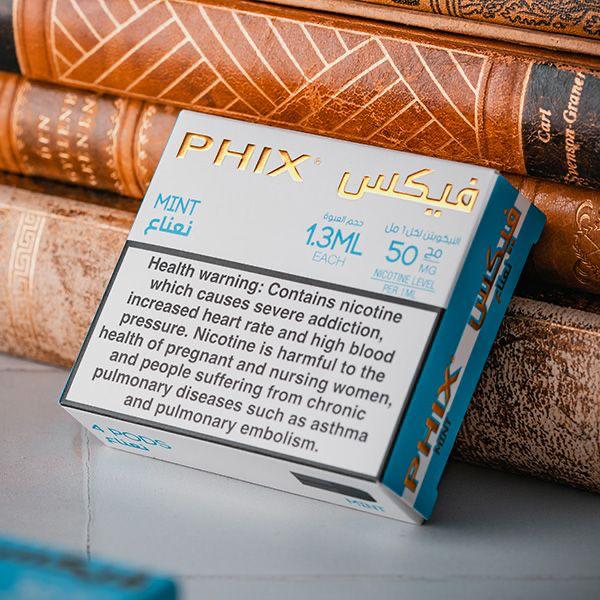 PHIX® فيكس
MINT
نعناع
حجم العبوة
1.3ML
EACH
النيكوتين لكل 1 مل
50 مج
MG
NICOTINE LEVEL
PER 1ML
Health warning: Contains nicotine
which causes severe addiction,
increased heart rate and high blood
pressure. Nicotine is harmful to the
health of pregnant and nursing women,
and people suffering from chronic
pulmonary diseases such as asthma
and pulmonary embolism.
4 PODS
نعناع
MINT
PHIX
MINT
فيكس
نعناع
Carl